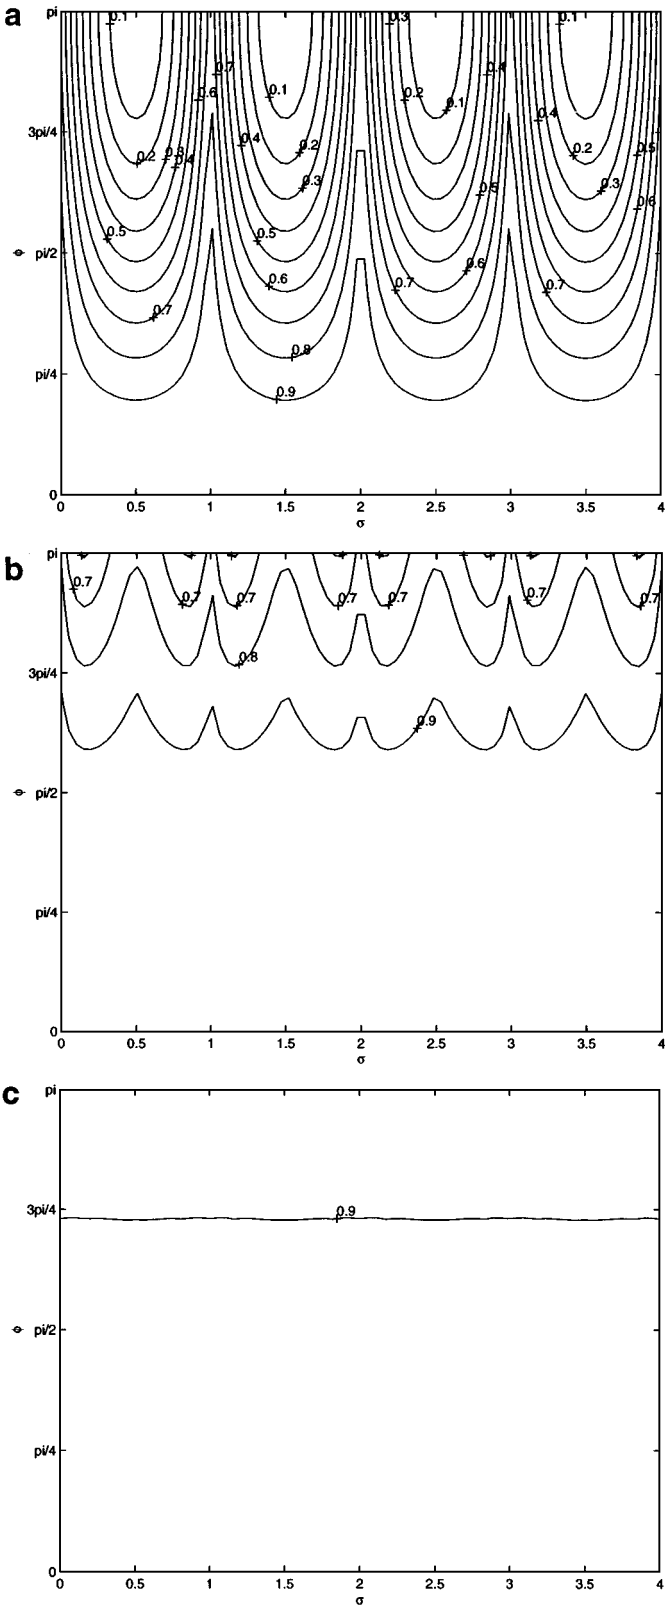 a
pi
0.1 0.3 0.1
0.7 0.4
0.6 0.1 0.2 0.1
3pi/4 0.4 0.4
0.2 0.3 0.4 0.2 0.2 0.5
0.3 0.5 0.3
0.6
0.5 0.5
ϕ pi/2
0.6 0.6
0.7 0.7 0.7
0.8
pi/4
0.9
0
0 0.5 1 1.5 2 2.5 3 3.5 4
σ
b
pi
0.7
0.7 0.7 0.7 0.7 0.7 0.7
0.8
3pi/4
0.9
ϕ pi/2
pi/4
0
0 0.5 1 1.5 2 2.5 3 3.5 4
σ
c
pi
3pi/4 0.9
ϕ pi/2
pi/4
0
0 0.5 1 1.5 2 2.5 3 3.5 4
σ